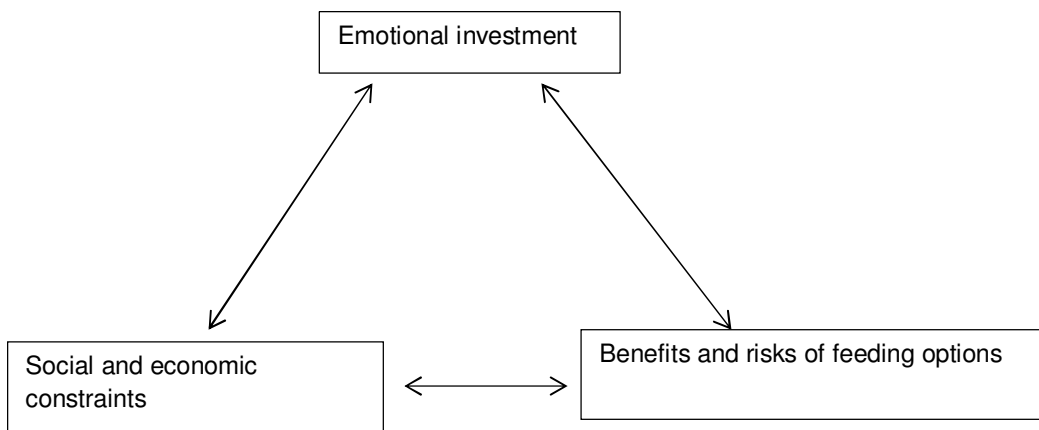 Emotional investment
Social and economic
constraints
Benefits and risks of feeding options